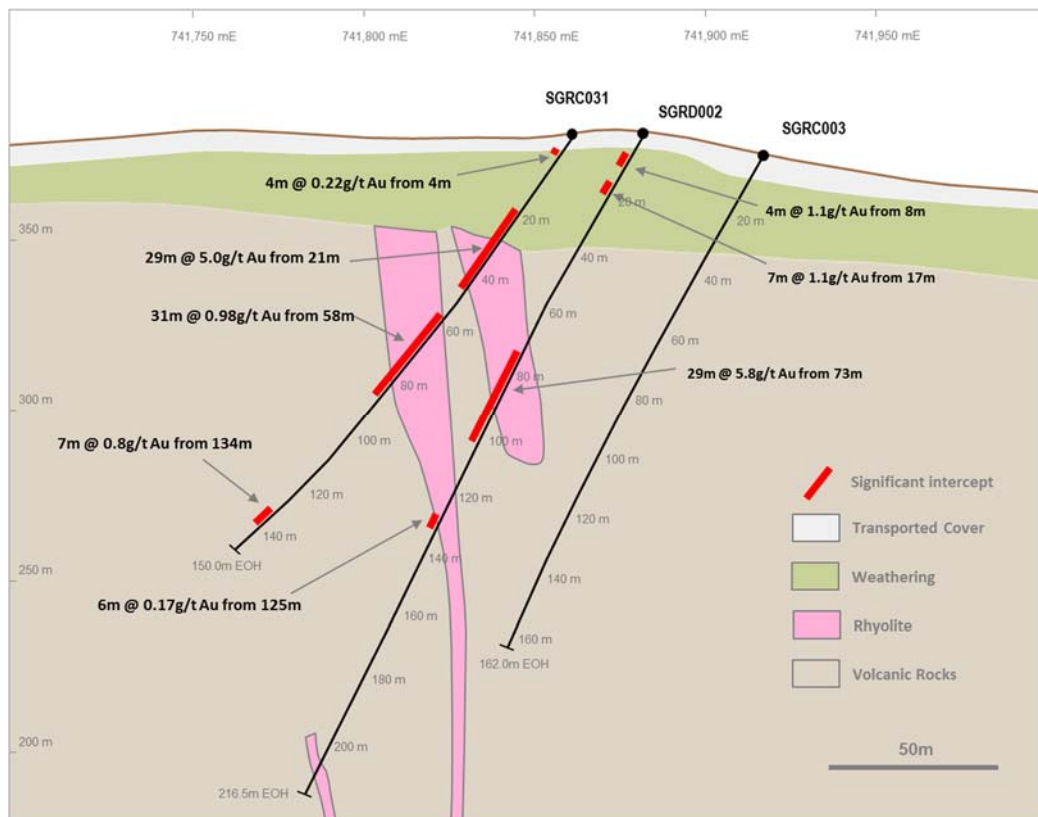 741,750 mE
741,800 mE
741,850 mE
741,900 mE
741,950 mE
SGRC031
SGRD002
SGRC003
4m @ 0.22g/t Au from 4m
4m @ 1.1g/t Au from 8m
20 m
20 m
20 m
350 m
29m @ 5.0g/t Au from 21m
40 m
7m @ 1.1g/t Au from 17m
40 m
40 m
31m @ 0.98g/t Au from 58m
60 m
60 m
60 m
80 m
80 m
29m @ 5.8g/t Au from 73m
80 m
300 m
100 m
100 m
100 m
7m @ 0.8g/t Au from 134m
120 m
120 m
120 m
Significant intercept
Transported Cover
140 m
150.0m EOH
140 m
140 m
250 m
Weathering
6m @ 0.17g/t Au from 125m
160 m
160 m
162.0m EOH
Rhyolite
180 m
Volcanic Rocks
200 m
200 m
50m
216.5m EOH